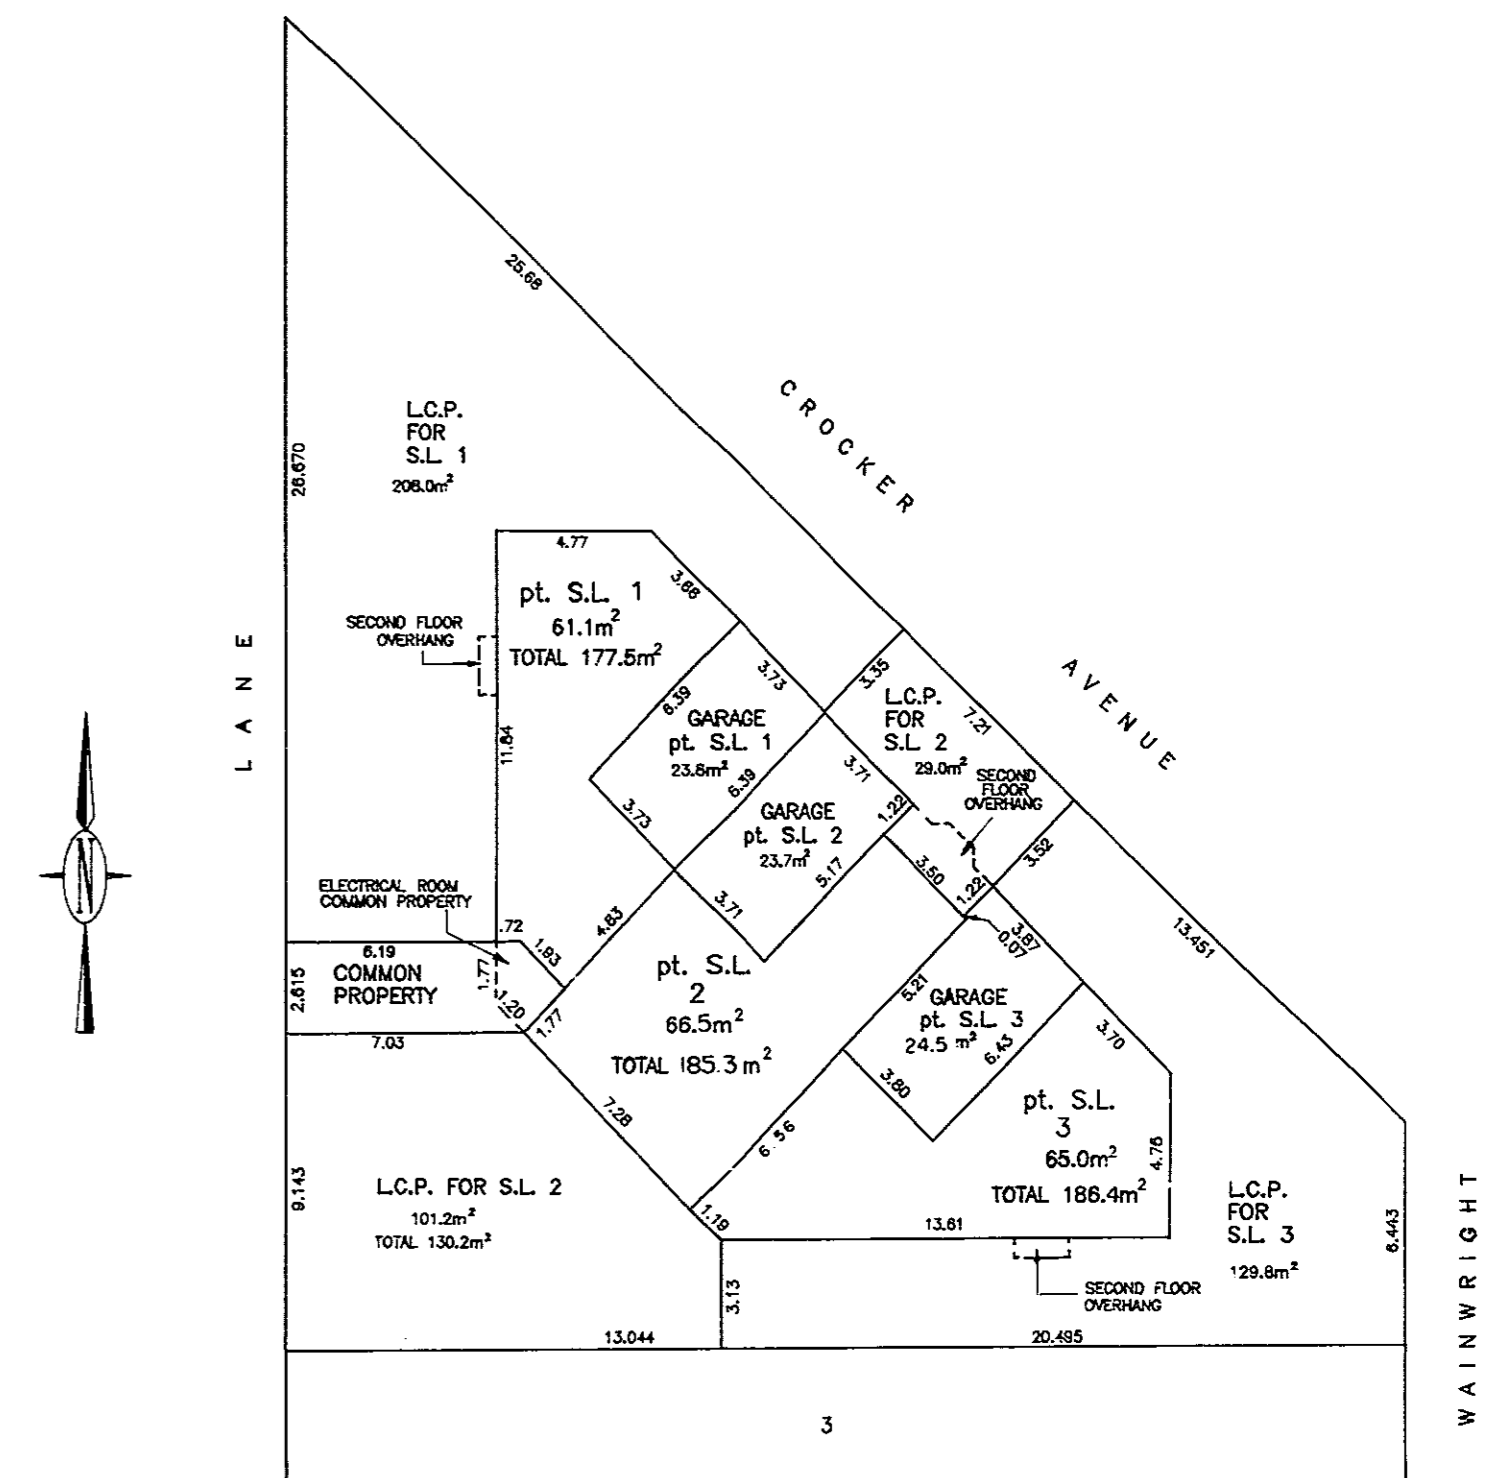 25.68
CROCKER
AVENUE
L.C.P.
FOR
S.L. 1
208.0m²
26.670
LANE
4.77
3.68
pt. S.L. 1
61.1m²
TOTAL 177.5m²
SECOND FLOOR
OVERHANG
11.84
3.73
6.39
GARAGE
pt. S.L. 1
23.8m²
3.73
6.39
3.35
L.C.P.
FOR
S.L. 2
29.0m²
7.21
SECOND
FLOOR
OVERHANG
3.71
1.22
GARAGE
pt. S.L. 2
23.7m²
5.17
3.50
1.22
3.52
3.71
4.83
ELECTRICAL ROOM
COMMON PROPERTY
.72
1.93
6.19
COMMON
PROPERTY
2.615
1.77
1.20
1.77
7.03
N
pt. S.L.
2
66.5m²
TOTAL 185.3 m²
3.87
0.07
13.451
5.21
GARAGE
pt. S.L. 3
24.5 m²
6.43
3.70
3.80
pt. S.L.
3
65.0m²
TOTAL 186.4m²
4.76
7.28
6.56
1.19
13.61
9.143
L.C.P. FOR S.L. 2
101.2m²
TOTAL 130.2m²
L.C.P.
FOR
S.L. 3
129.8m²
6.443
WAINWRIGHT
SECOND FLOOR
OVERHANG
3.13
13.044
20.495
3